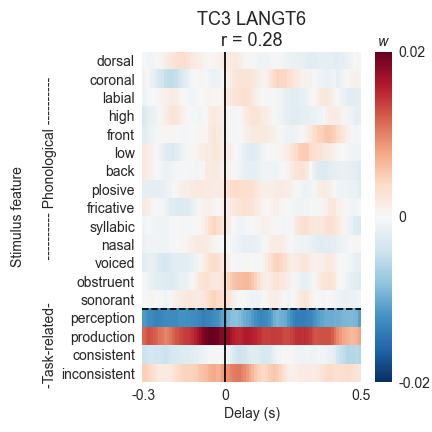 TC3 LANGT6
r = 0.28
w
dorsal
coronal
labial
high
front
low
back
plosive
fricative
syllabic
nasal
voiced
obstruent
sonorant
perception
production
consistent
inconsistent
Stimulus feature
----------- Phonological ----------
-Task-related-
0.02
0
-0.02
-0.3
0
0.5
Delay (s)